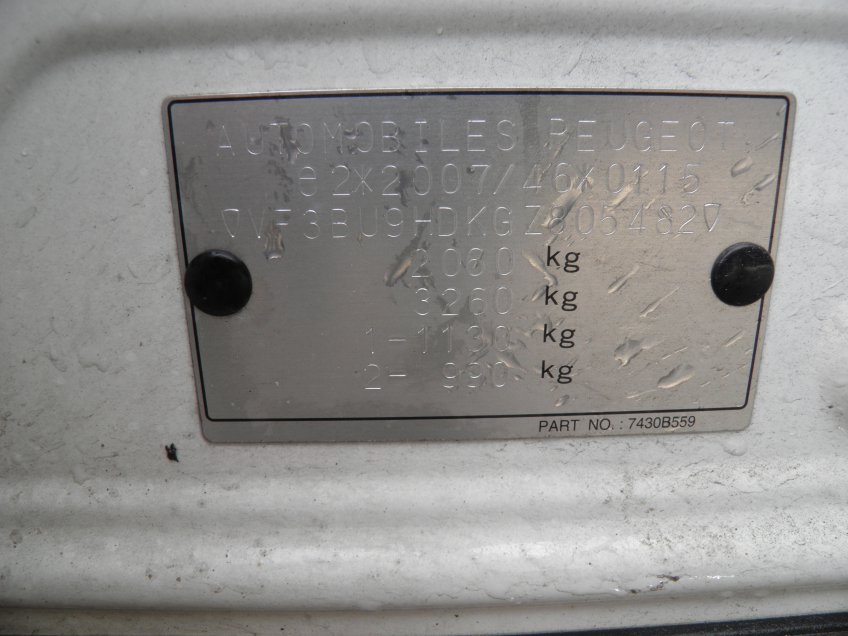 AUTOMOBILES PEUGEOT.
e2*2007/46*0115
▽VF3BU9HDKGZ805482▽
2080 kg
3260 kg
1-1130 kg
2- 990 kg
PART NO.: 7430B559